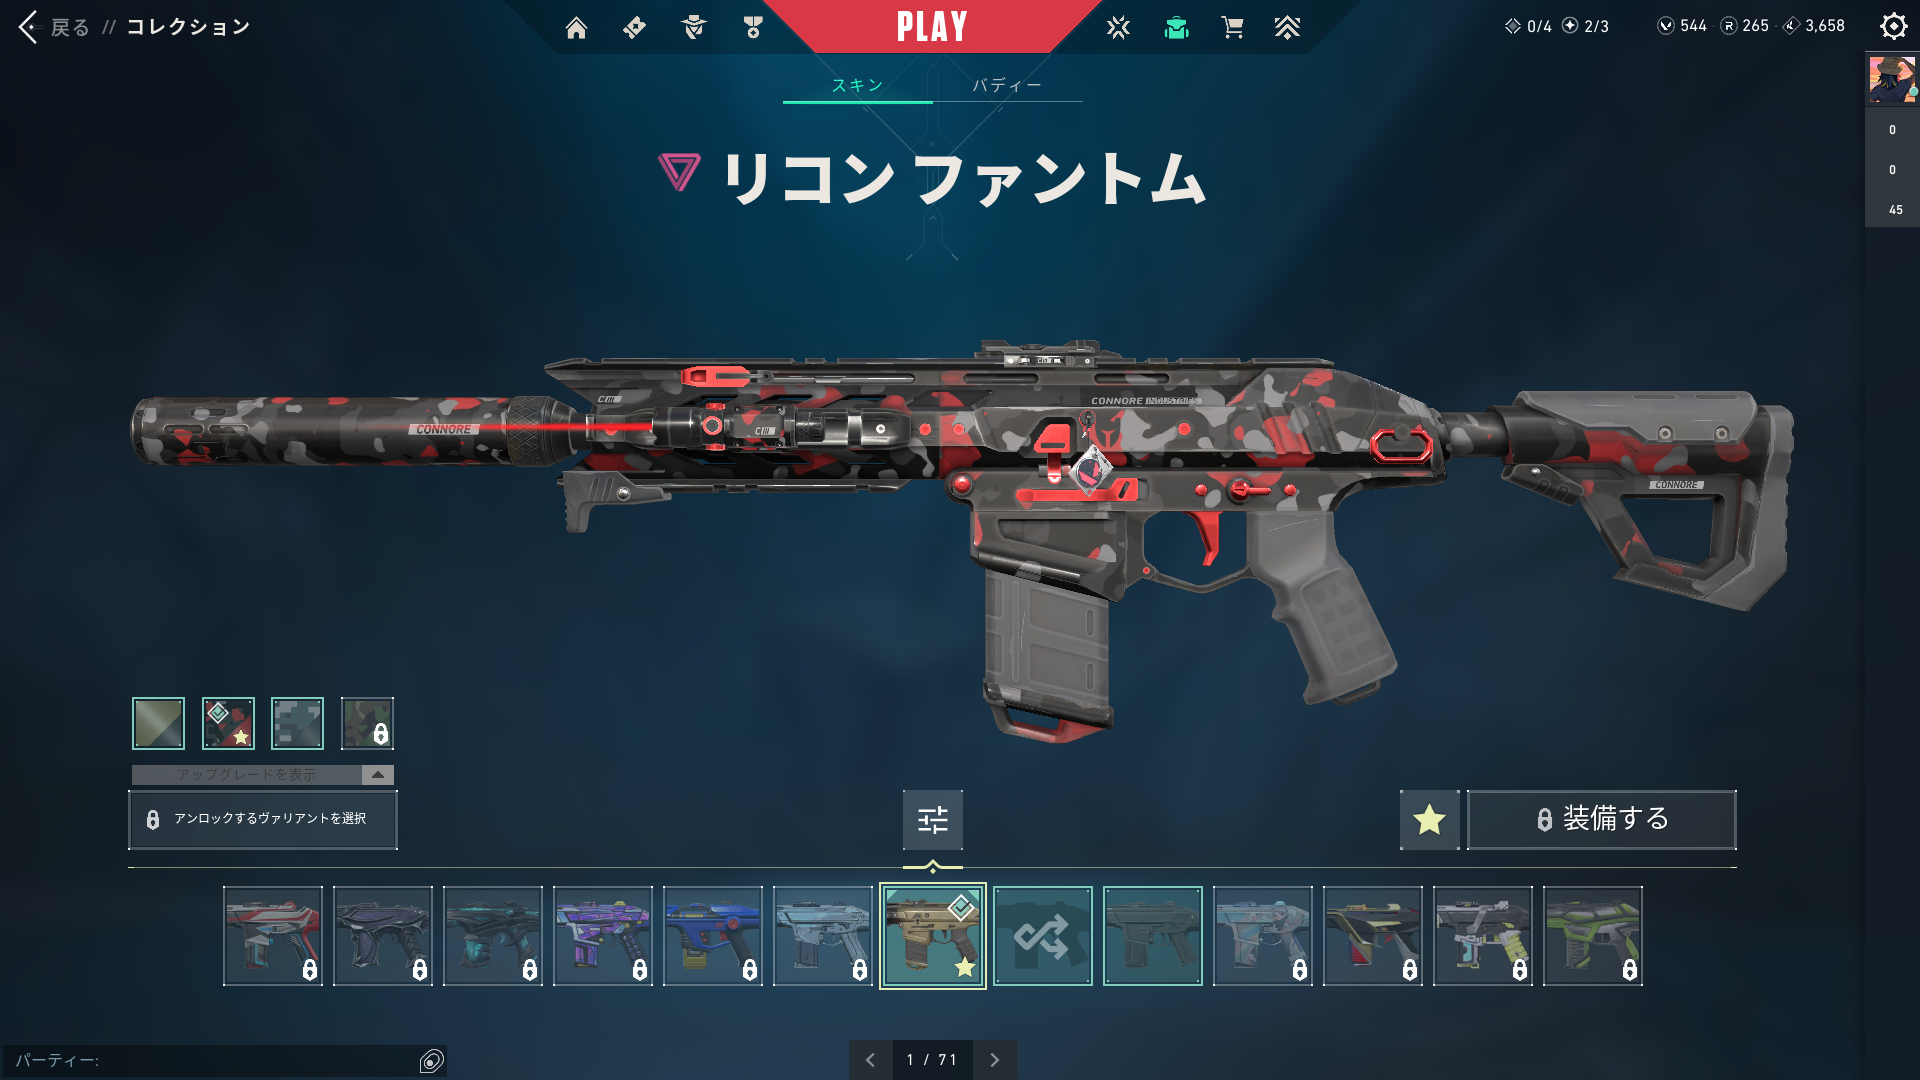 戻る // コレクション
PLAY
0/4 2/3 544 R 265 3,658
スキン
バディー
リコン ファントム
0
0
45
CONNORE
CONNORE INDUSTRIES
CONNORE
アップグレードを表示
アンロックするヴァリアントを選択
装備する
パーティー:
1 / 71